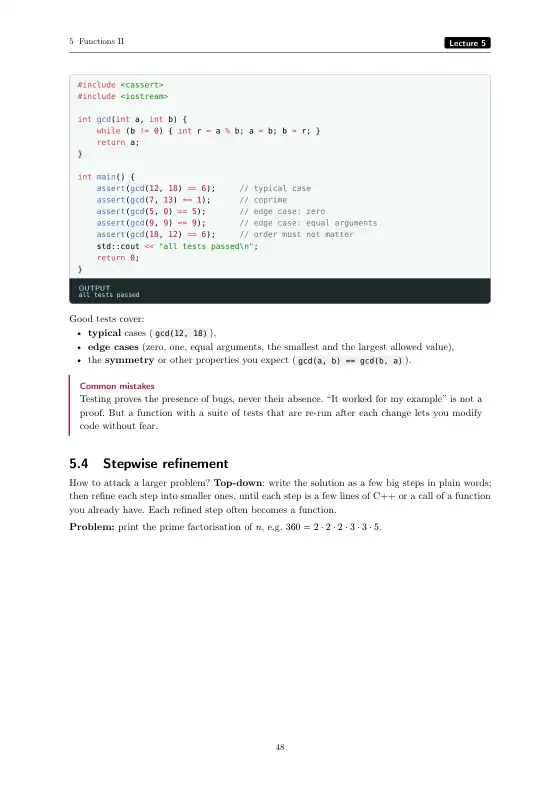 5 Functions II
Lecture 5
#include <cassert>
#include <iostream>
int gcd(int a, int b) {
    while (b != 0) { int r = a % b; a = b; b = r; }
    return a;
}
int main() {
    assert(gcd(12, 18) == 6);     // typical case
    assert(gcd(7, 13) == 1);      // coprime
    assert(gcd(5, 0) == 5);       // edge case: zero
    assert(gcd(9, 9) == 9);       // edge case: equal arguments
    assert(gcd(18, 12) == 6);     // order must not matter
    std::cout << "all tests passed\n";
    return 0;
}
OUTPUT
all tests passed
Good tests cover:
• typical cases ( gcd(12, 18) ),
• edge cases (zero, one, equal arguments, the smallest and the largest allowed value),
• the symmetry or other properties you expect ( gcd(a, b) == gcd(b, a) ).
Common mistakes
Testing proves the presence of bugs, never their absence. “It worked for my example” is not a
proof. But a function with a suite of tests that are re-run after each change lets you modify
code without fear.
5.4 Stepwise refinement
How to attack a larger problem? Top-down: write the solution as a few big steps in plain words;
then refine each step into smaller ones, until each step is a few lines of C++ or a call of a function
you already have. Each refined step often becomes a function.
Problem: print the prime factorisation of n, e.g. 360 = 2 · 2 · 2 · 3 · 3 · 5.
48